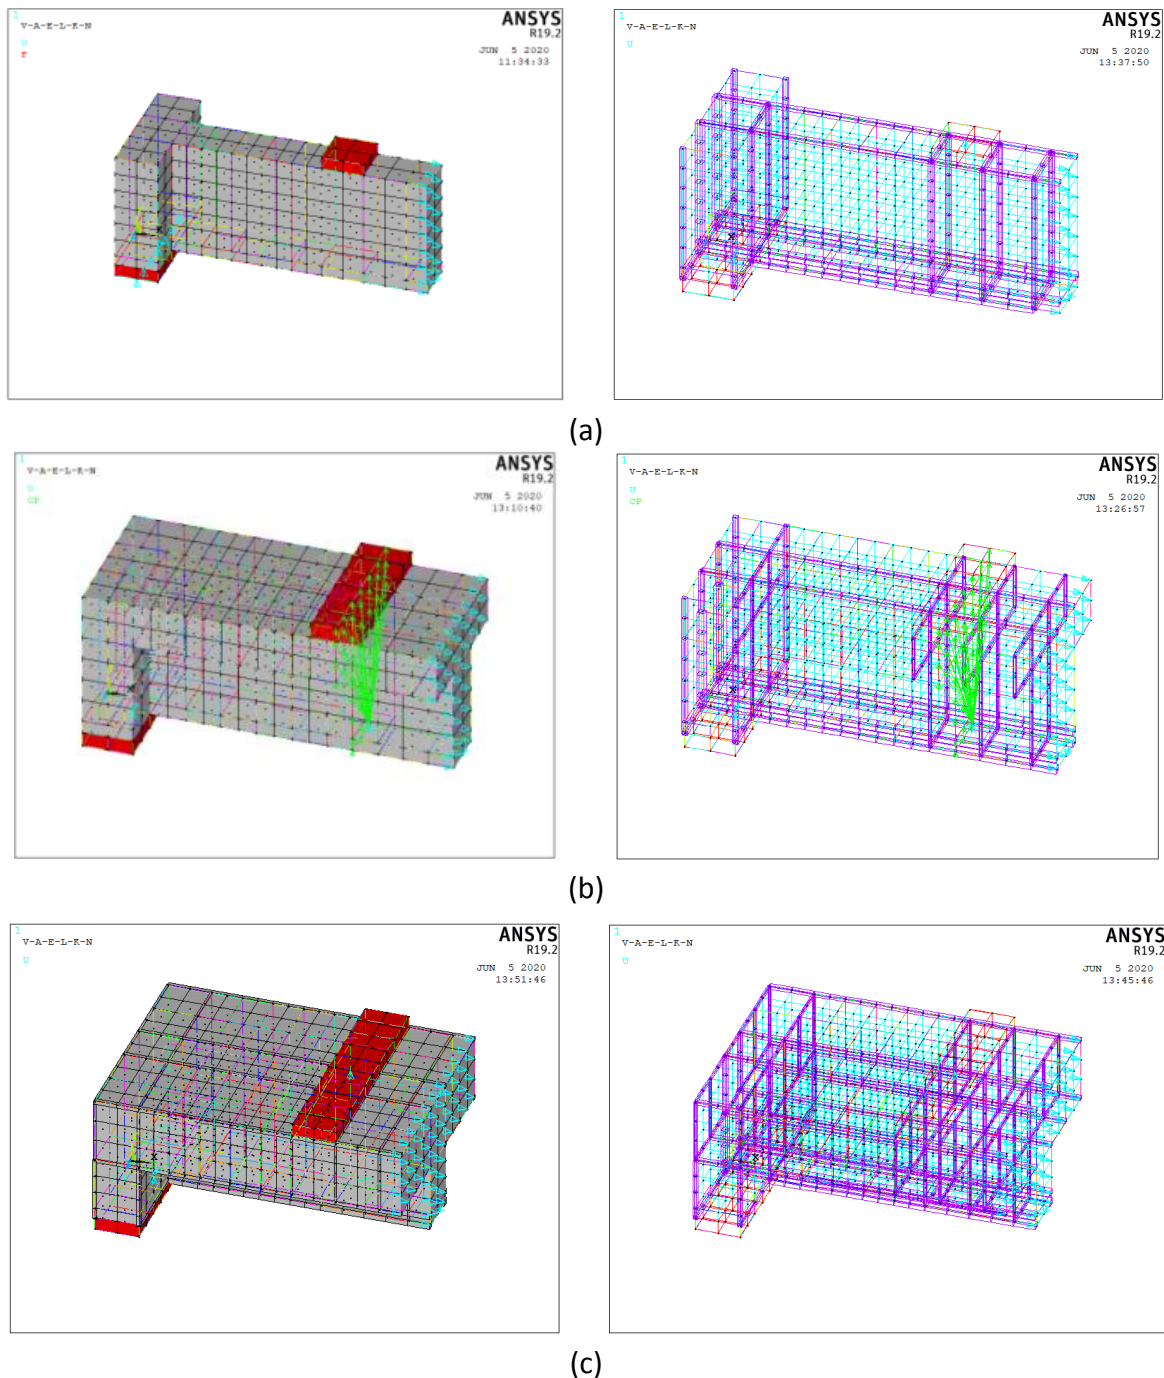 1
V-A-E-L-K-N
U
F
ANSYS
R19.2
JUN 5 2020
11:34:33
X
1
V-A-E-L-K-N
U
ANSYS
R19.2
JUN 5 2020
13:37:50
X
(a)
1
V-A-E-L-K-N
U
CP
ANSYS
R19.2
JUN 5 2020
13:10:40
X
1
V-A-E-L-K-N
U
CP
ANSYS
R19.2
JUN 5 2020
13:26:57
X
(b)
1
V-A-E-L-K-N
U
ANSYS
R19.2
JUN 5 2020
13:51:46
X
1
V-A-E-L-K-N
U
ANSYS
R19.2
JUN 5 2020
13:45:46
X
(c)